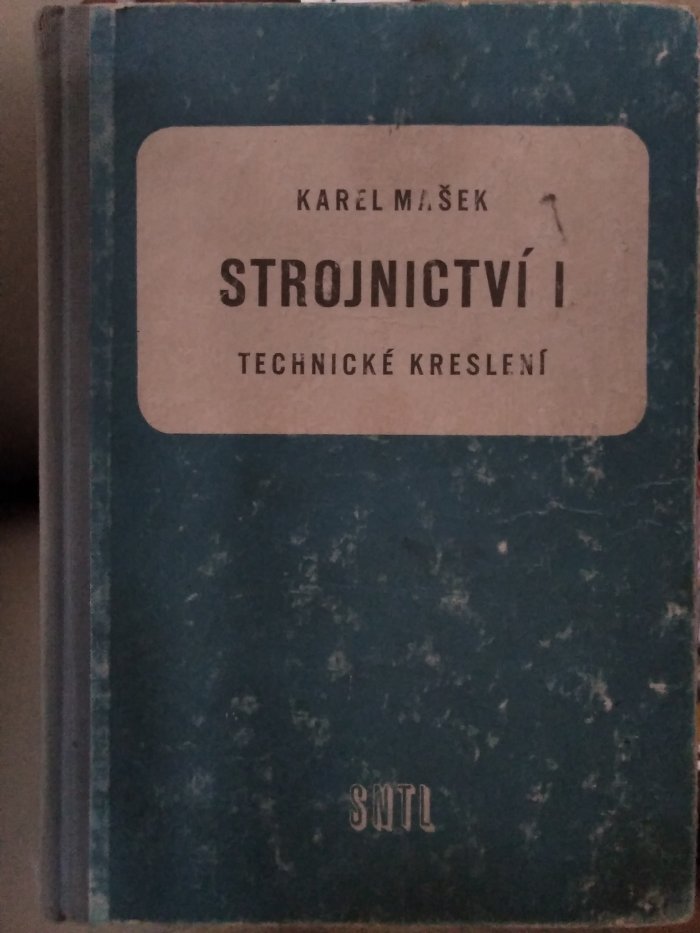 KAREL MAŠEK
STROJNICTVÍ I
TECHNICKÉ KRESLENÍ
SNTL